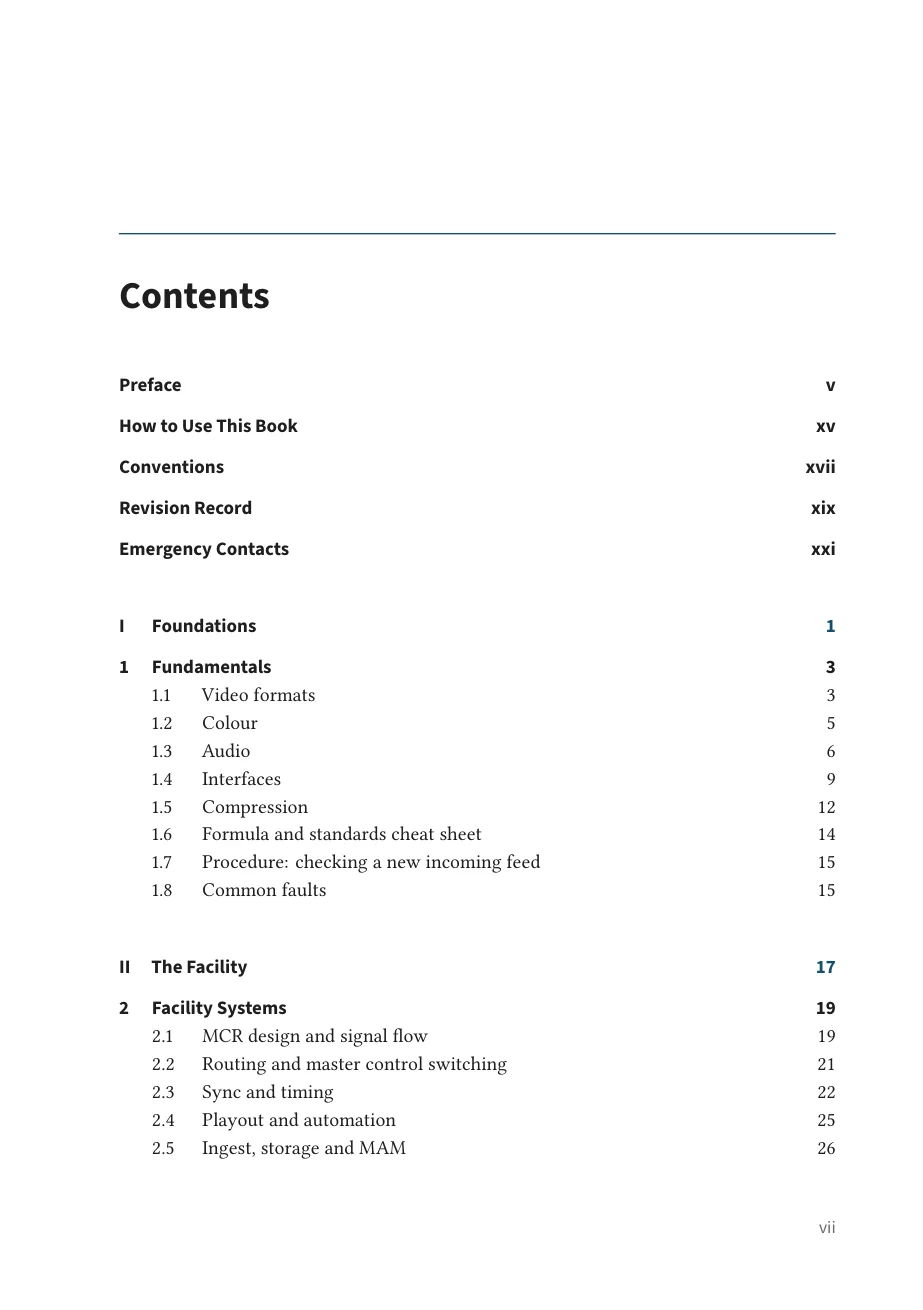 Contents
Preface v
How to Use This Book xv
Conventions xvii
Revision Record xix
Emergency Contacts xxi
I Foundations 1
1 Fundamentals 3
1.1 Video formats 3
1.2 Colour 5
1.3 Audio 6
1.4 Interfaces 9
1.5 Compression 12
1.6 Formula and standards cheat sheet 14
1.7 Procedure: checking a new incoming feed 15
1.8 Common faults 15
II The Facility 17
2 Facility Systems 19
2.1 MCR design and signal flow 19
2.2 Routing and master control switching 21
2.3 Sync and timing 22
2.4 Playout and automation 25
2.5 Ingest, storage and MAM 26
vii